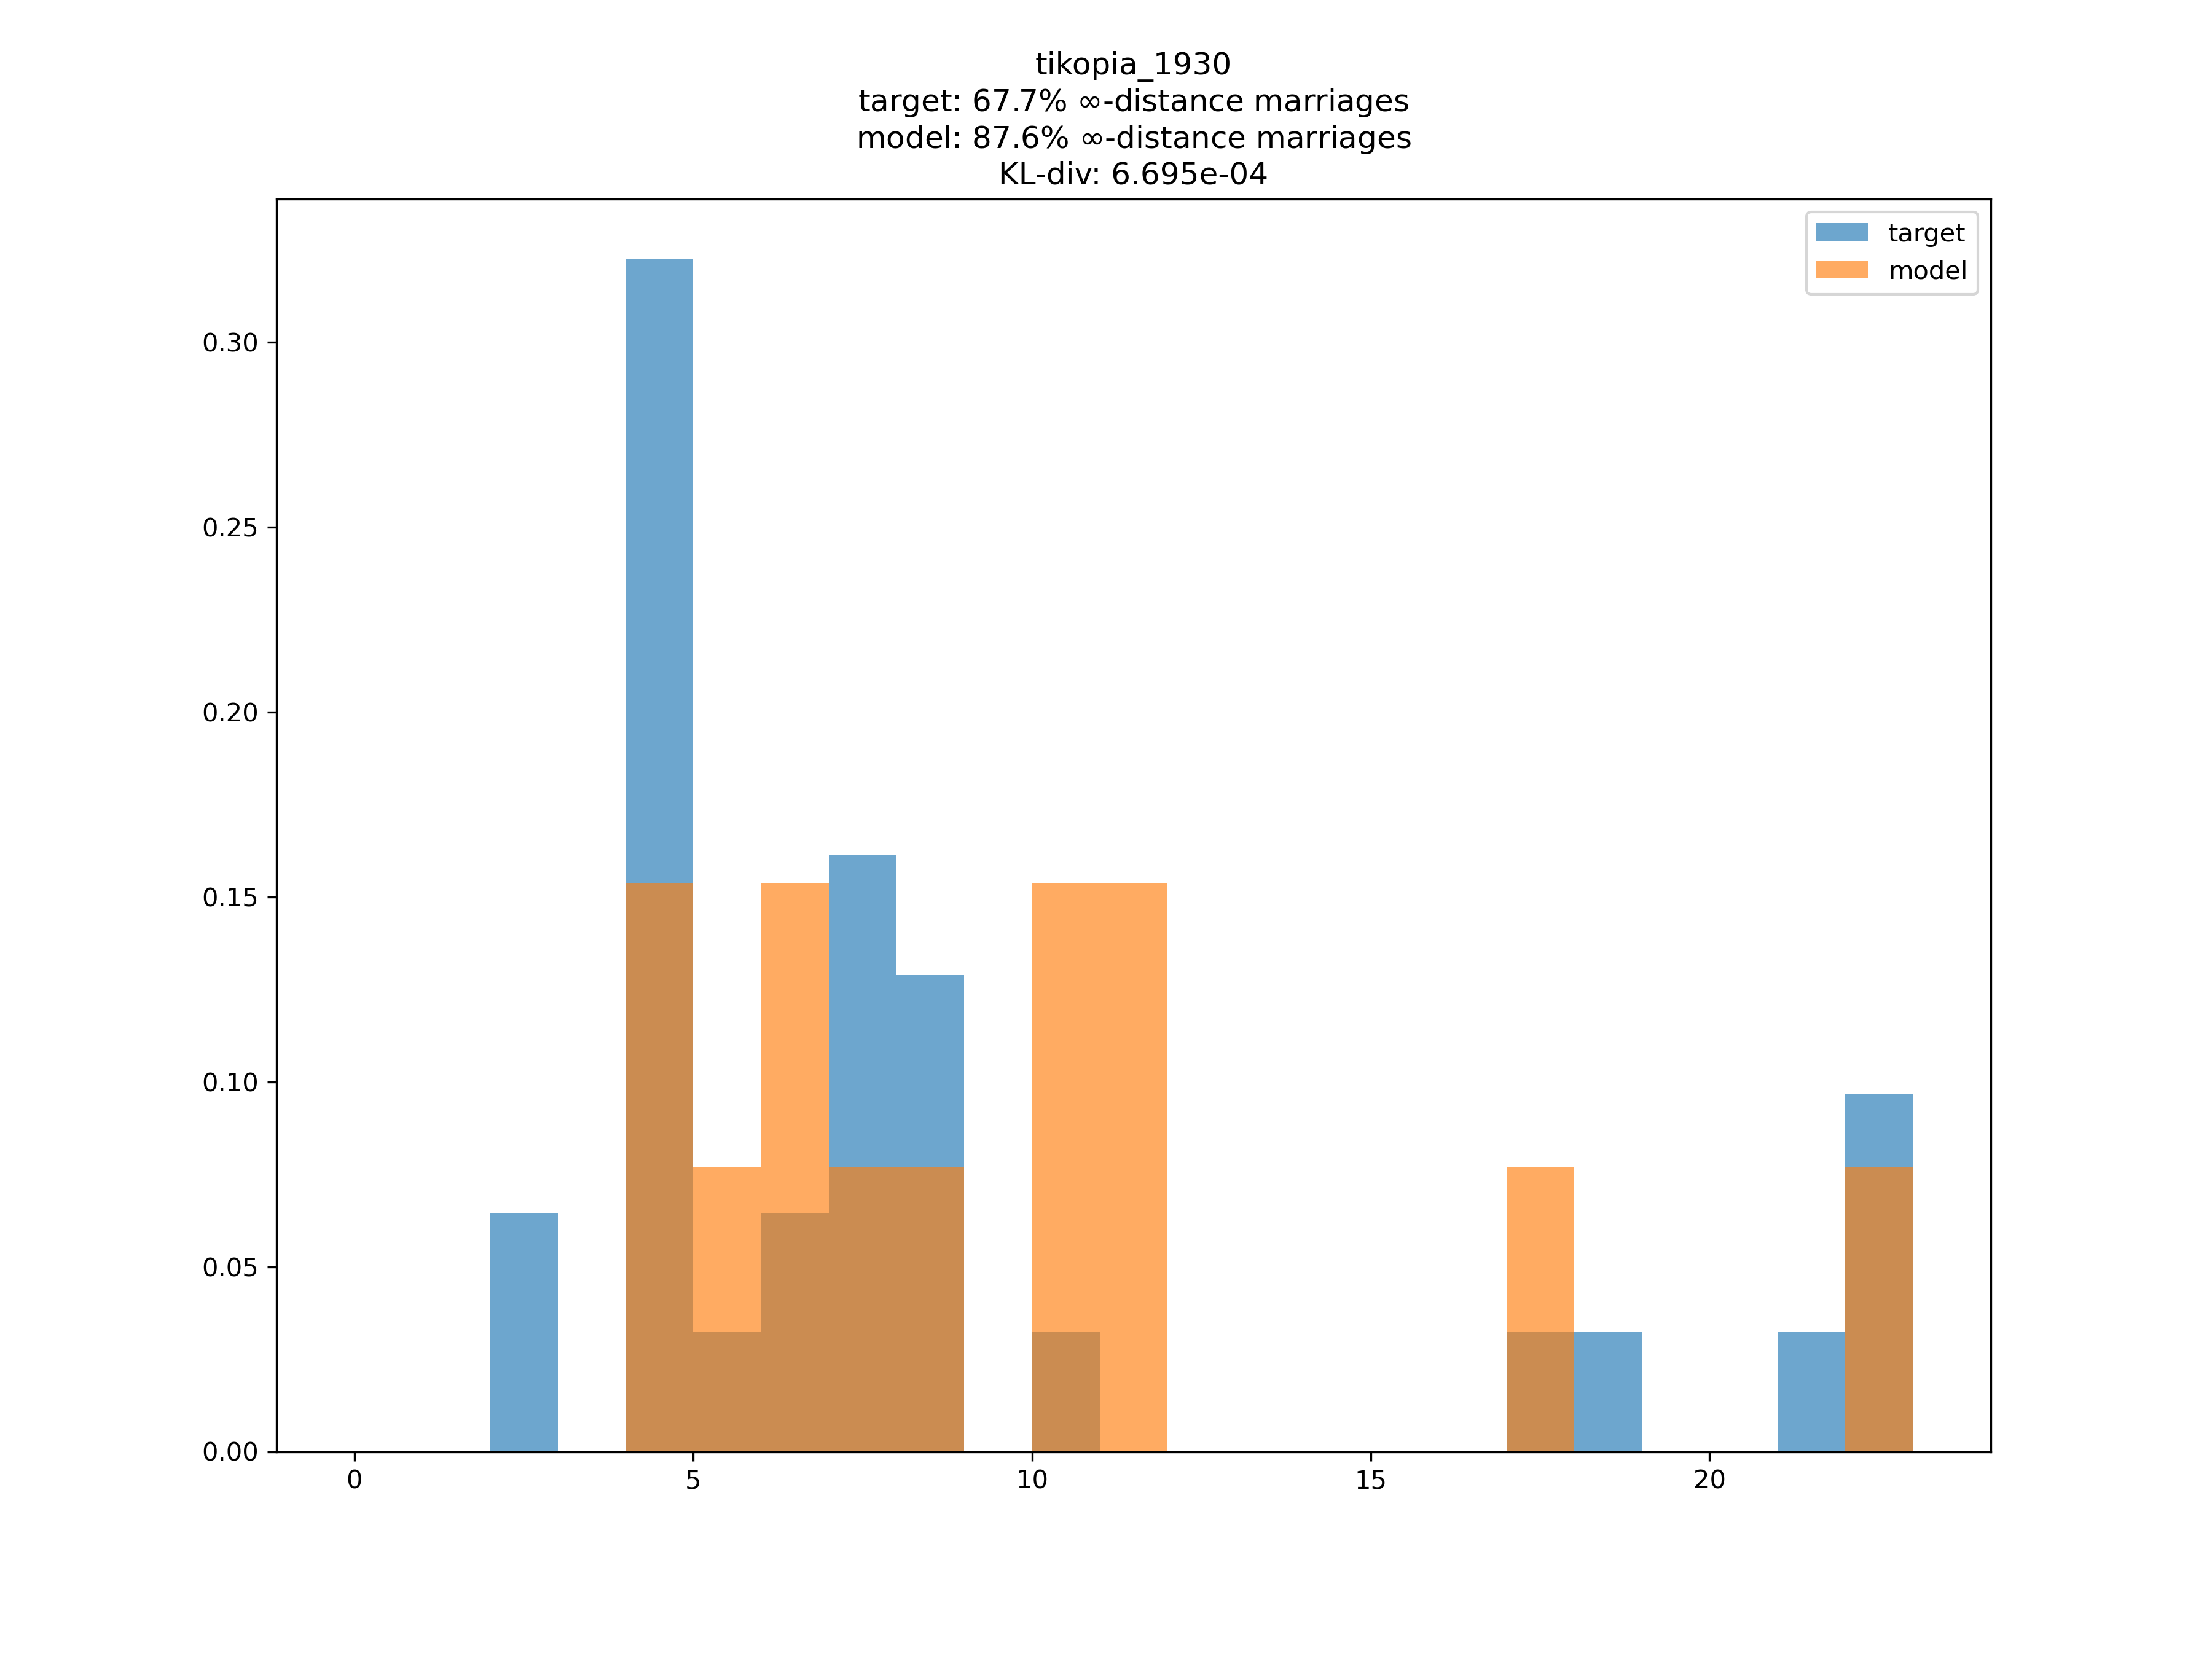 tikopia_1930
target: 67.7% ∞-distance marriages
model: 87.6% ∞-distance marriages
KL-div: 6.695e-04
target
model
0.30
0.25
0.20
0.15
0.10
0.05
0.00
0 5 10 15 20